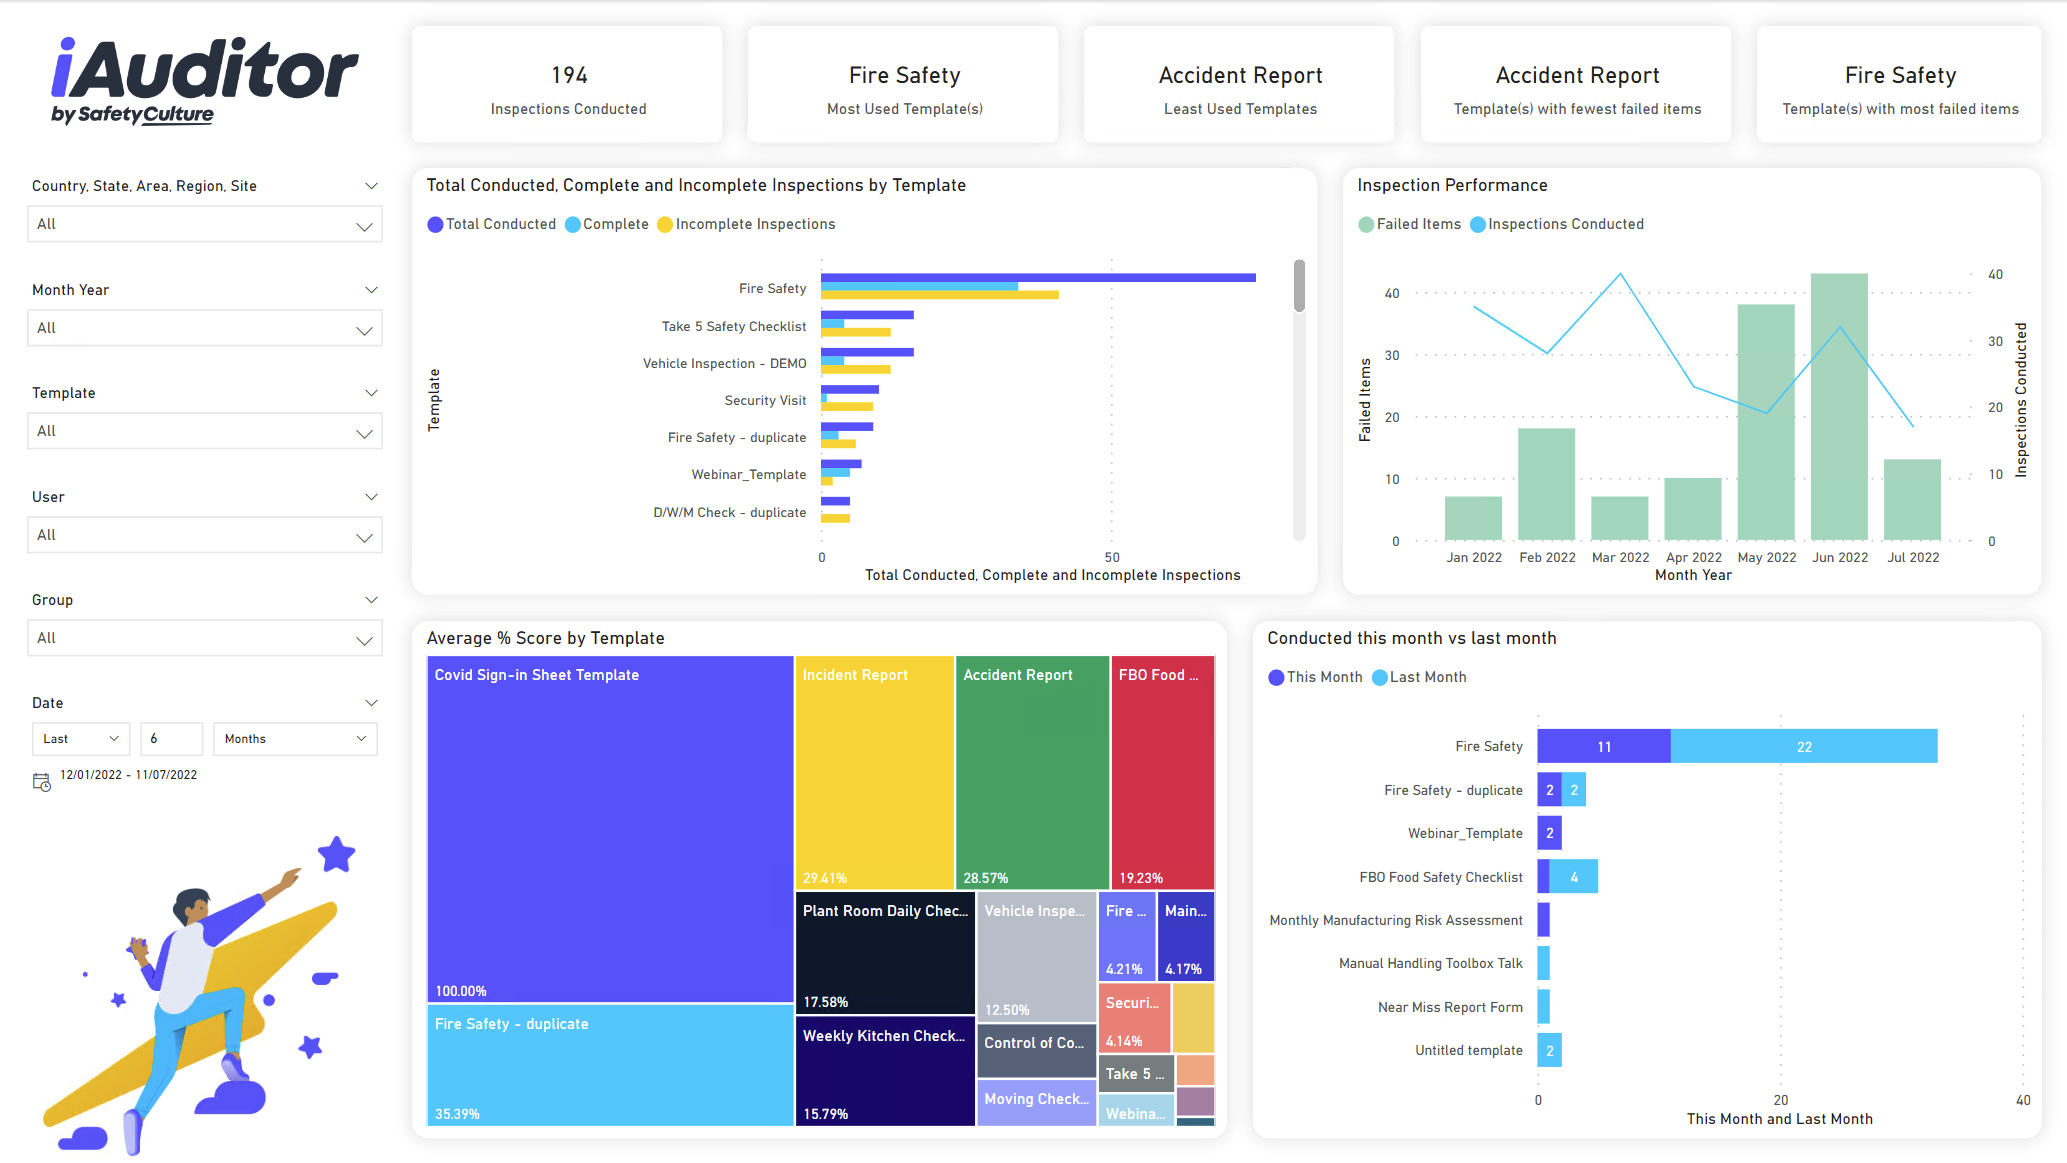 iAuditor
by SafetyCulture
194
Inspections Conducted
Fire Safety
Most Used Template(s)
Accident Report
Least Used Templates
Accident Report
Template(s) with fewest failed items
Fire Safety
Template(s) with most failed items
Country, State, Area, Region, Site
All
Month Year
All
Template
All
User
All
Group
All
Date
Last
6
Months
12/01/2022 - 11/07/2022
Total Conducted, Complete and Incomplete Inspections by Template
Total Conducted
Complete
Incomplete Inspections
Template
Fire Safety
Take 5 Safety Checklist
Vehicle Inspection - DEMO
Security Visit
Fire Safety - duplicate
Webinar_Template
D/W/M Check - duplicate
0
50
Total Conducted, Complete and Incomplete Inspections
Inspection Performance
Failed Items
Inspections Conducted
Failed Items
40
30
20
10
0
40
30
20
10
0
Inspections Conducted
Jan 2022
Feb 2022
Mar 2022
Apr 2022
May 2022
Jun 2022
Jul 2022
Month Year
Average % Score by Template
Covid Sign-in Sheet Template
100.00%
Fire Safety - duplicate
35.39%
Incident Report
29.41%
Accident Report
28.57%
FBO Food ...
19.23%
Plant Room Daily Chec...
17.58%
Weekly Kitchen Check...
15.79%
Vehicle Inspe...
12.50%
Control of Co...
Moving Check...
Fire ...
4.21%
Main...
4.17%
Securi...
4.14%
Take 5 ...
Webina...
Conducted this month vs last month
This Month
Last Month
Fire Safety
11
22
Fire Safety - duplicate
2
2
Webinar_Template
2
FBO Food Safety Checklist
4
Monthly Manufacturing Risk Assessment
Manual Handling Toolbox Talk
Near Miss Report Form
Untitled template
2
0
20
40
This Month and Last Month